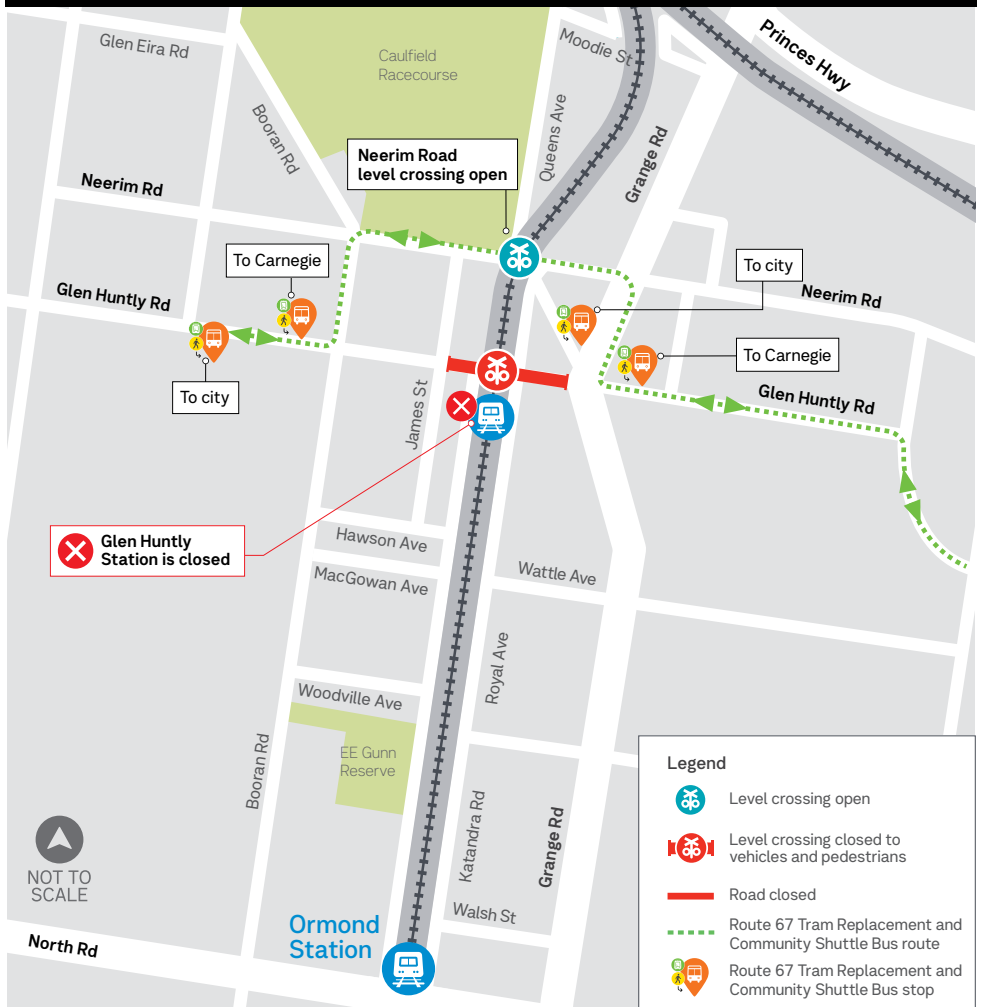 Glen Eira Rd
Caulfield
Racecourse
Moodie St
Princes Hwy
Booran Rd
Queens Ave
Grange Rd
Neerim Road
level crossing open
Neerim Rd
To Carnegie
To city
Neerim Rd
Glen Huntly Rd
To Carnegie
To city
James St
Glen Huntly Rd
Glen Huntly
Station is closed
Hawson Ave
MacGowan Ave
Wattle Ave
Royal Ave
Woodville Ave
EE Gunn
Reserve
Booran Rd
Katandra Rd
Grange Rd
Walsh St
NOT TO
SCALE
Ormond
Station
North Rd
Legend
Level crossing open
Level crossing closed to
vehicles and pedestrians
Road closed
Route 67 Tram Replacement and
Community Shuttle Bus route
Route 67 Tram Replacement and
Community Shuttle Bus stop